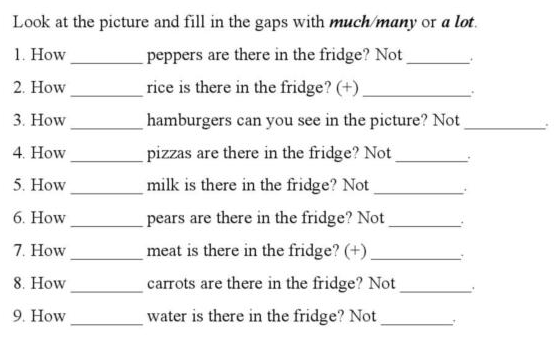 Look at the picture and fill in the gaps with much/many or a lot.
1. How ________ peppers are there in the fridge? Not _______.
2. How ________ rice is there in the fridge? (+) ____________.
3. How ________ hamburgers can you see in the picture? Not _________.
4. How ________ pizzas are there in the fridge? Not ________.
5. How ________ milk is there in the fridge? Not __________.
6. How ________ pears are there in the fridge? Not ________.
7. How ________ meat is there in the fridge? (+) __________.
8. How ________ carrots are there in the fridge? Not ________.
9. How ________ water is there in the fridge? Not ________.